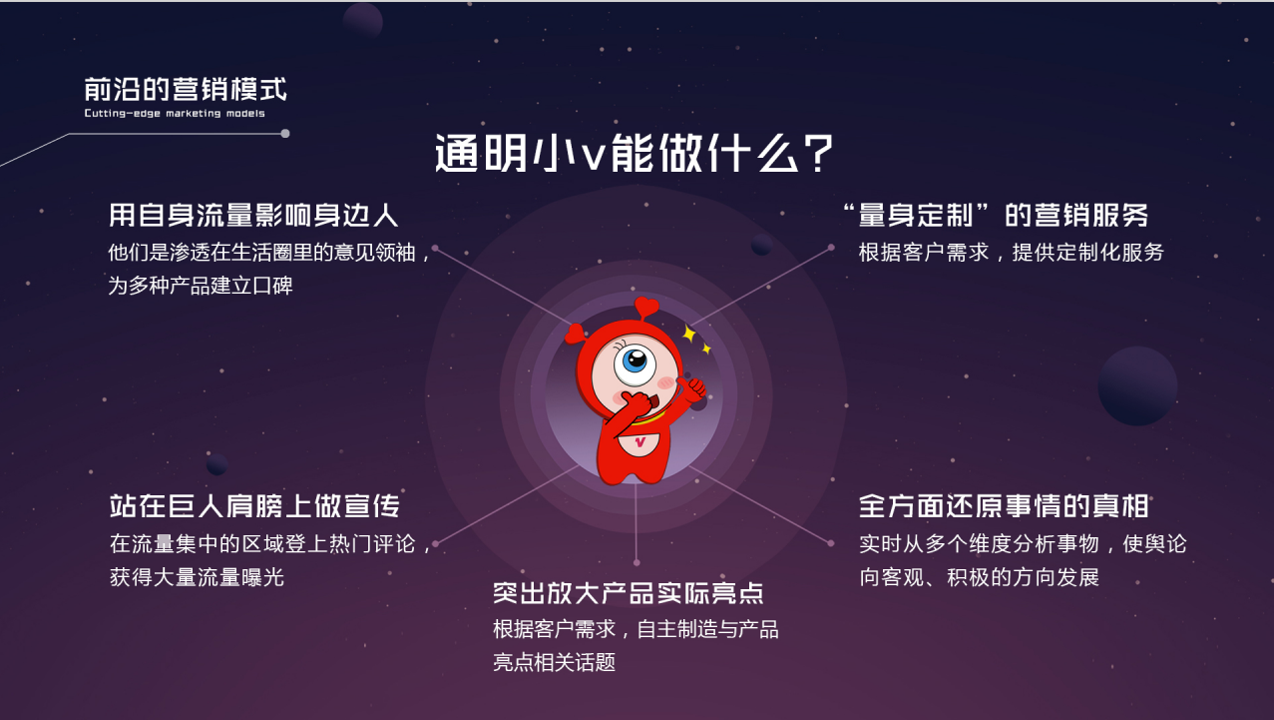 前沿的营销模式
Cutting-edge marketing models
通明小v能做什么?
用自身流量影响身边人
他们是渗透在生活圈里的意见领袖，
为多种产品建立口碑
“量身定制”的营销服务
根据客户需求，提供定制化服务
V
站在巨人肩膀上做宣传
在流量集中的区域登上热门评论，
获得大量流量曝光
全方面还原事情的真相
实时从多个维度分析事物，使舆论
向客观、积极的方向发展
突出放大产品实际亮点
根据客户需求，自主制造与产品
亮点相关话题